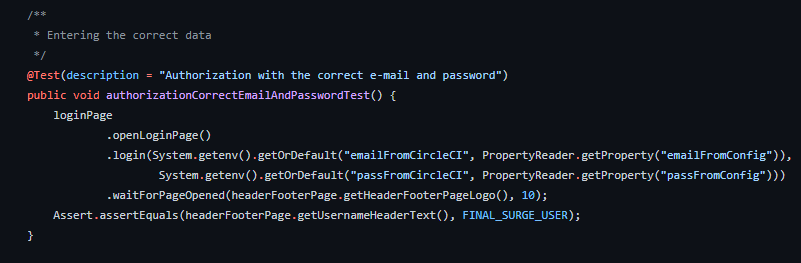 /**
 * Entering the correct data
 */
@Test(description = "Authorization with the correct e-mail and password")
public void authorizationCorrectEmailAndPasswordTest() {
    loginPage
            .openLoginPage()
            .login(System.getenv().getOrDefault("emailFromCircleCI", PropertyReader.getProperty("emailFromConfig")),
                    System.getenv().getOrDefault("passFromCircleCI", PropertyReader.getProperty("passFromConfig")))
            .waitForPageOpened(headerFooterPage.getHeaderFooterPageLogo(), 10);
    Assert.assertEquals(headerFooterPage.getUsernameHeaderText(), FINAL_SURGE_USER);
}